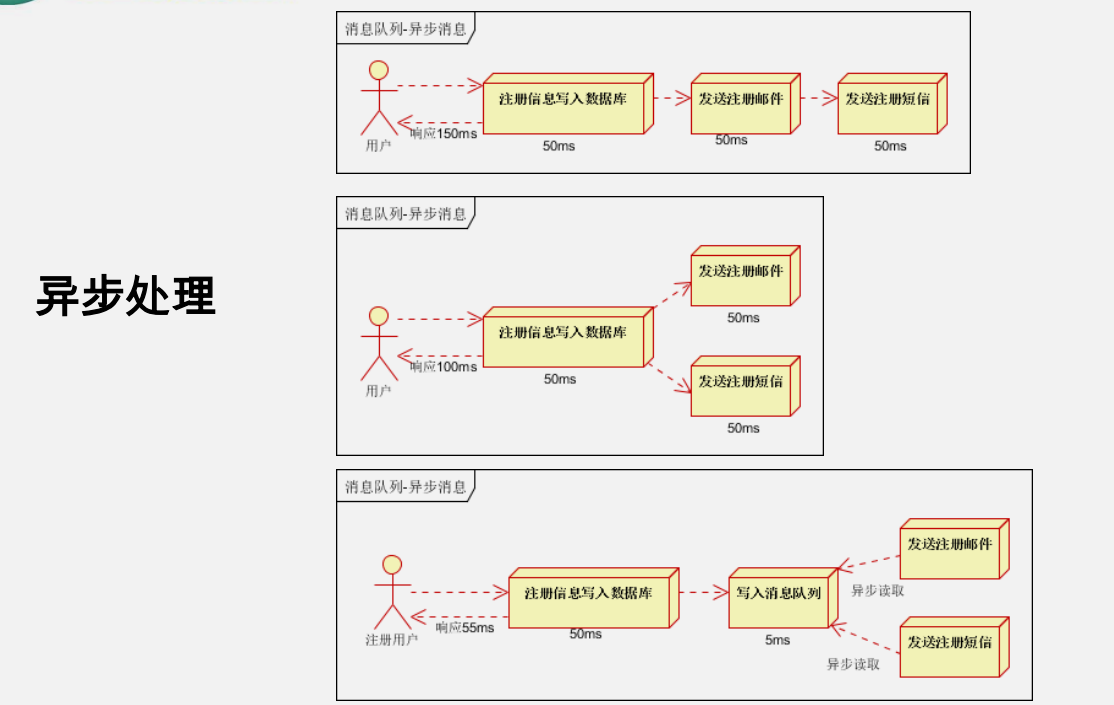 异步处理
消息队列-异步消息
注册信息写入数据库
发送注册邮件
发送注册短信
响应150ms
用户
50ms
50ms
50ms
消息队列-异步消息
发送注册邮件
50ms
注册信息写入数据库
响应100ms
用户
50ms
发送注册短信
50ms
消息队列-异步消息
发送注册邮件
异步读取
注册信息写入数据库
写入消息队列
响应55ms
注册用户
50ms
5ms
发送注册短信
异步读取